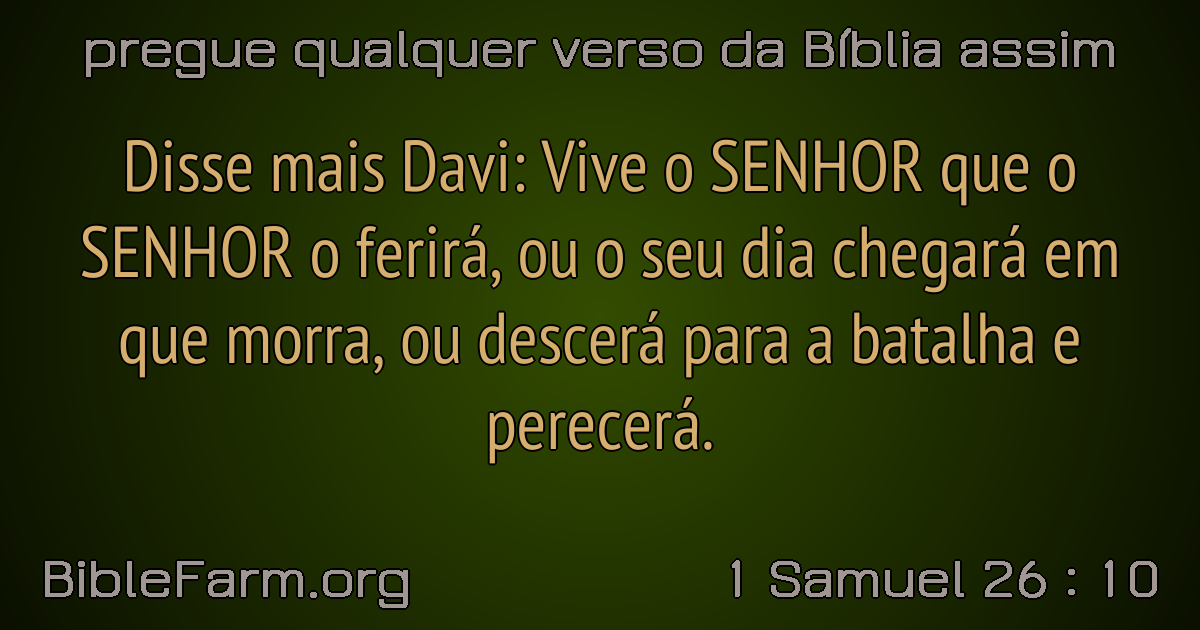 pregue qualquer verso da Bíblia assim
Disse mais Davi: Vive o SENHOR que o
SENHOR o ferirá, ou o seu dia chegará em
que morra, ou descerá para a batalha e
perecerá.
BibleFarm.org
1 Samuel 26 : 10